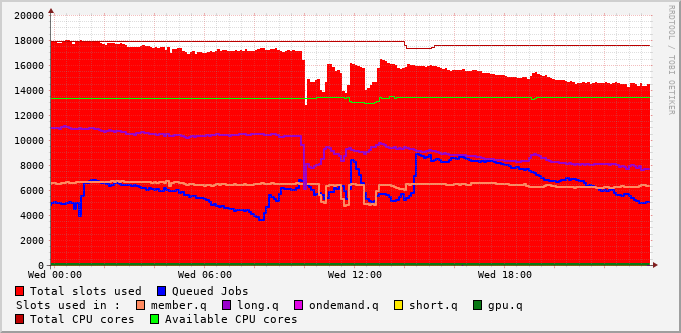 20000
18000
16000
14000
12000
10000
8000
6000
4000
2000
0
Wed 00:00 Wed 06:00 Wed 12:00 Wed 18:00
Total slots used Queued Jobs
Slots used in : member.q long.q ondemand.q short.q gpu.q
Total CPU cores Available CPU cores
RRDTOOL / TOBI OETIKER